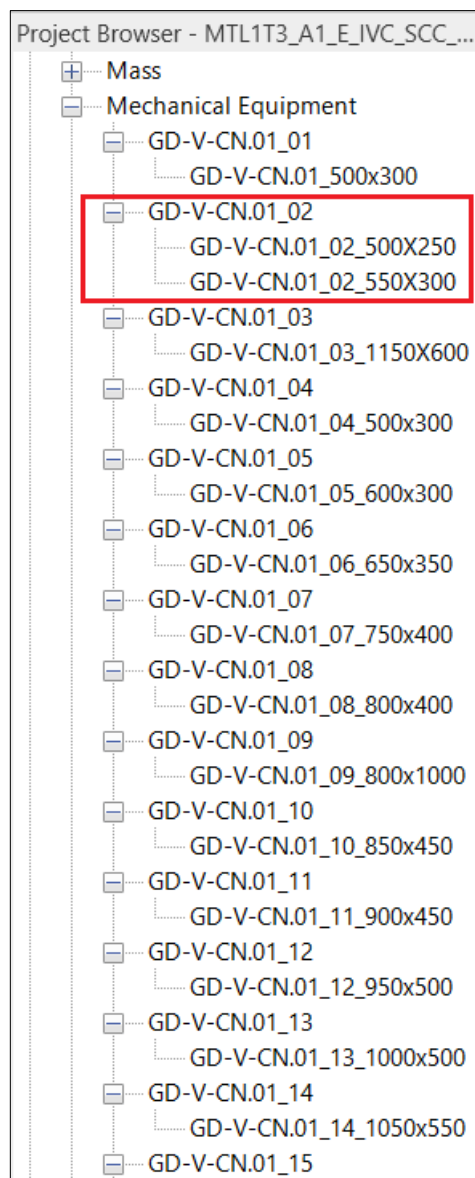 Project Browser - MTL1T3_A1_E_IVC_SCC_...
Mass
Mechanical Equipment
GD-V-CN.01_01
GD-V-CN.01_500x300
GD-V-CN.01_02
GD-V-CN.01_02_500X250
GD-V-CN.01_02_550X300
GD-V-CN.01_03
GD-V-CN.01_03_1150X600
GD-V-CN.01_04
GD-V-CN.01_04_500x300
GD-V-CN.01_05
GD-V-CN.01_05_600x300
GD-V-CN.01_06
GD-V-CN.01_06_650x350
GD-V-CN.01_07
GD-V-CN.01_07_750x400
GD-V-CN.01_08
GD-V-CN.01_08_800x400
GD-V-CN.01_09
GD-V-CN.01_09_800x1000
GD-V-CN.01_10
GD-V-CN.01_10_850x450
GD-V-CN.01_11
GD-V-CN.01_11_900x450
GD-V-CN.01_12
GD-V-CN.01_12_950x500
GD-V-CN.01_13
GD-V-CN.01_13_1000x500
GD-V-CN.01_14
GD-V-CN.01_14_1050x550
GD-V-CN.01_15